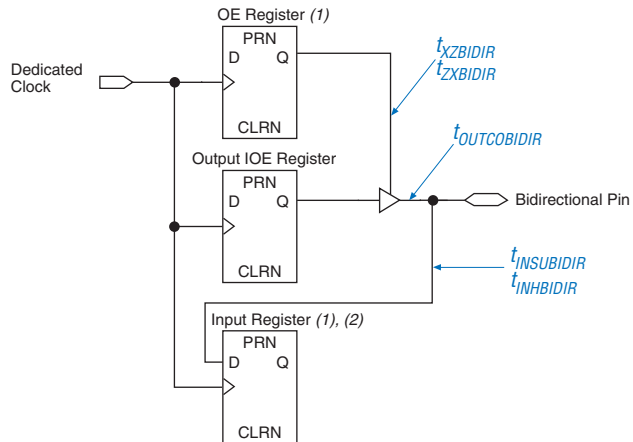 OE Register (1)
PRN
D Q
CLRN
Dedicated
Clock
tXZBIDIR
tZXBIDIR
tOUTCOBIDIR
Output IOE Register
PRN
D Q
CLRN
Bidirectional Pin
tINSUBIDIR
tINHBIDIR
Input Register (1), (2)
PRN
D Q
CLRN